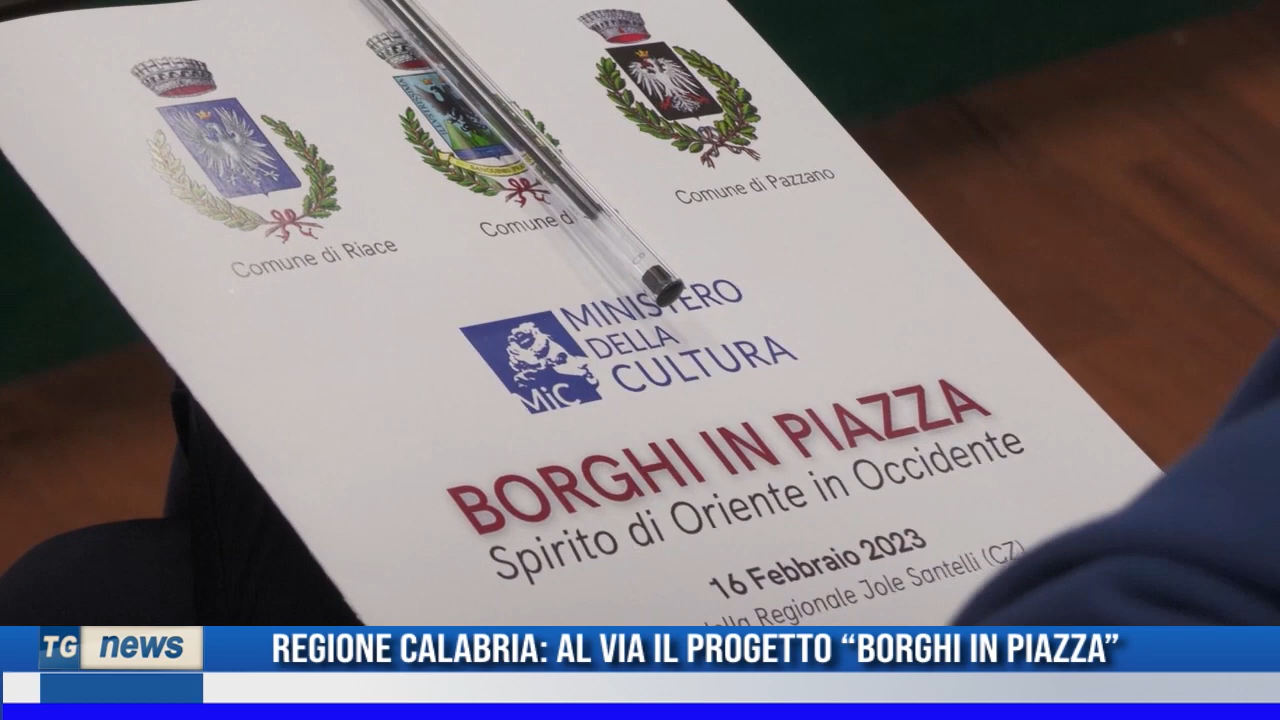 Comune di Riace
Comune d
Comune di Pazzano
MINISTERO
DELLA
CULTURA
MiC
BORGHI IN PIAZZA
Spirito di Oriente in Occidente
16 Febbraio 2023
della Regionale Jole Santelli (CZ)
TG news
REGIONE CALABRIA: AL VIA IL PROGETTO “BORGHI IN PIAZZA”